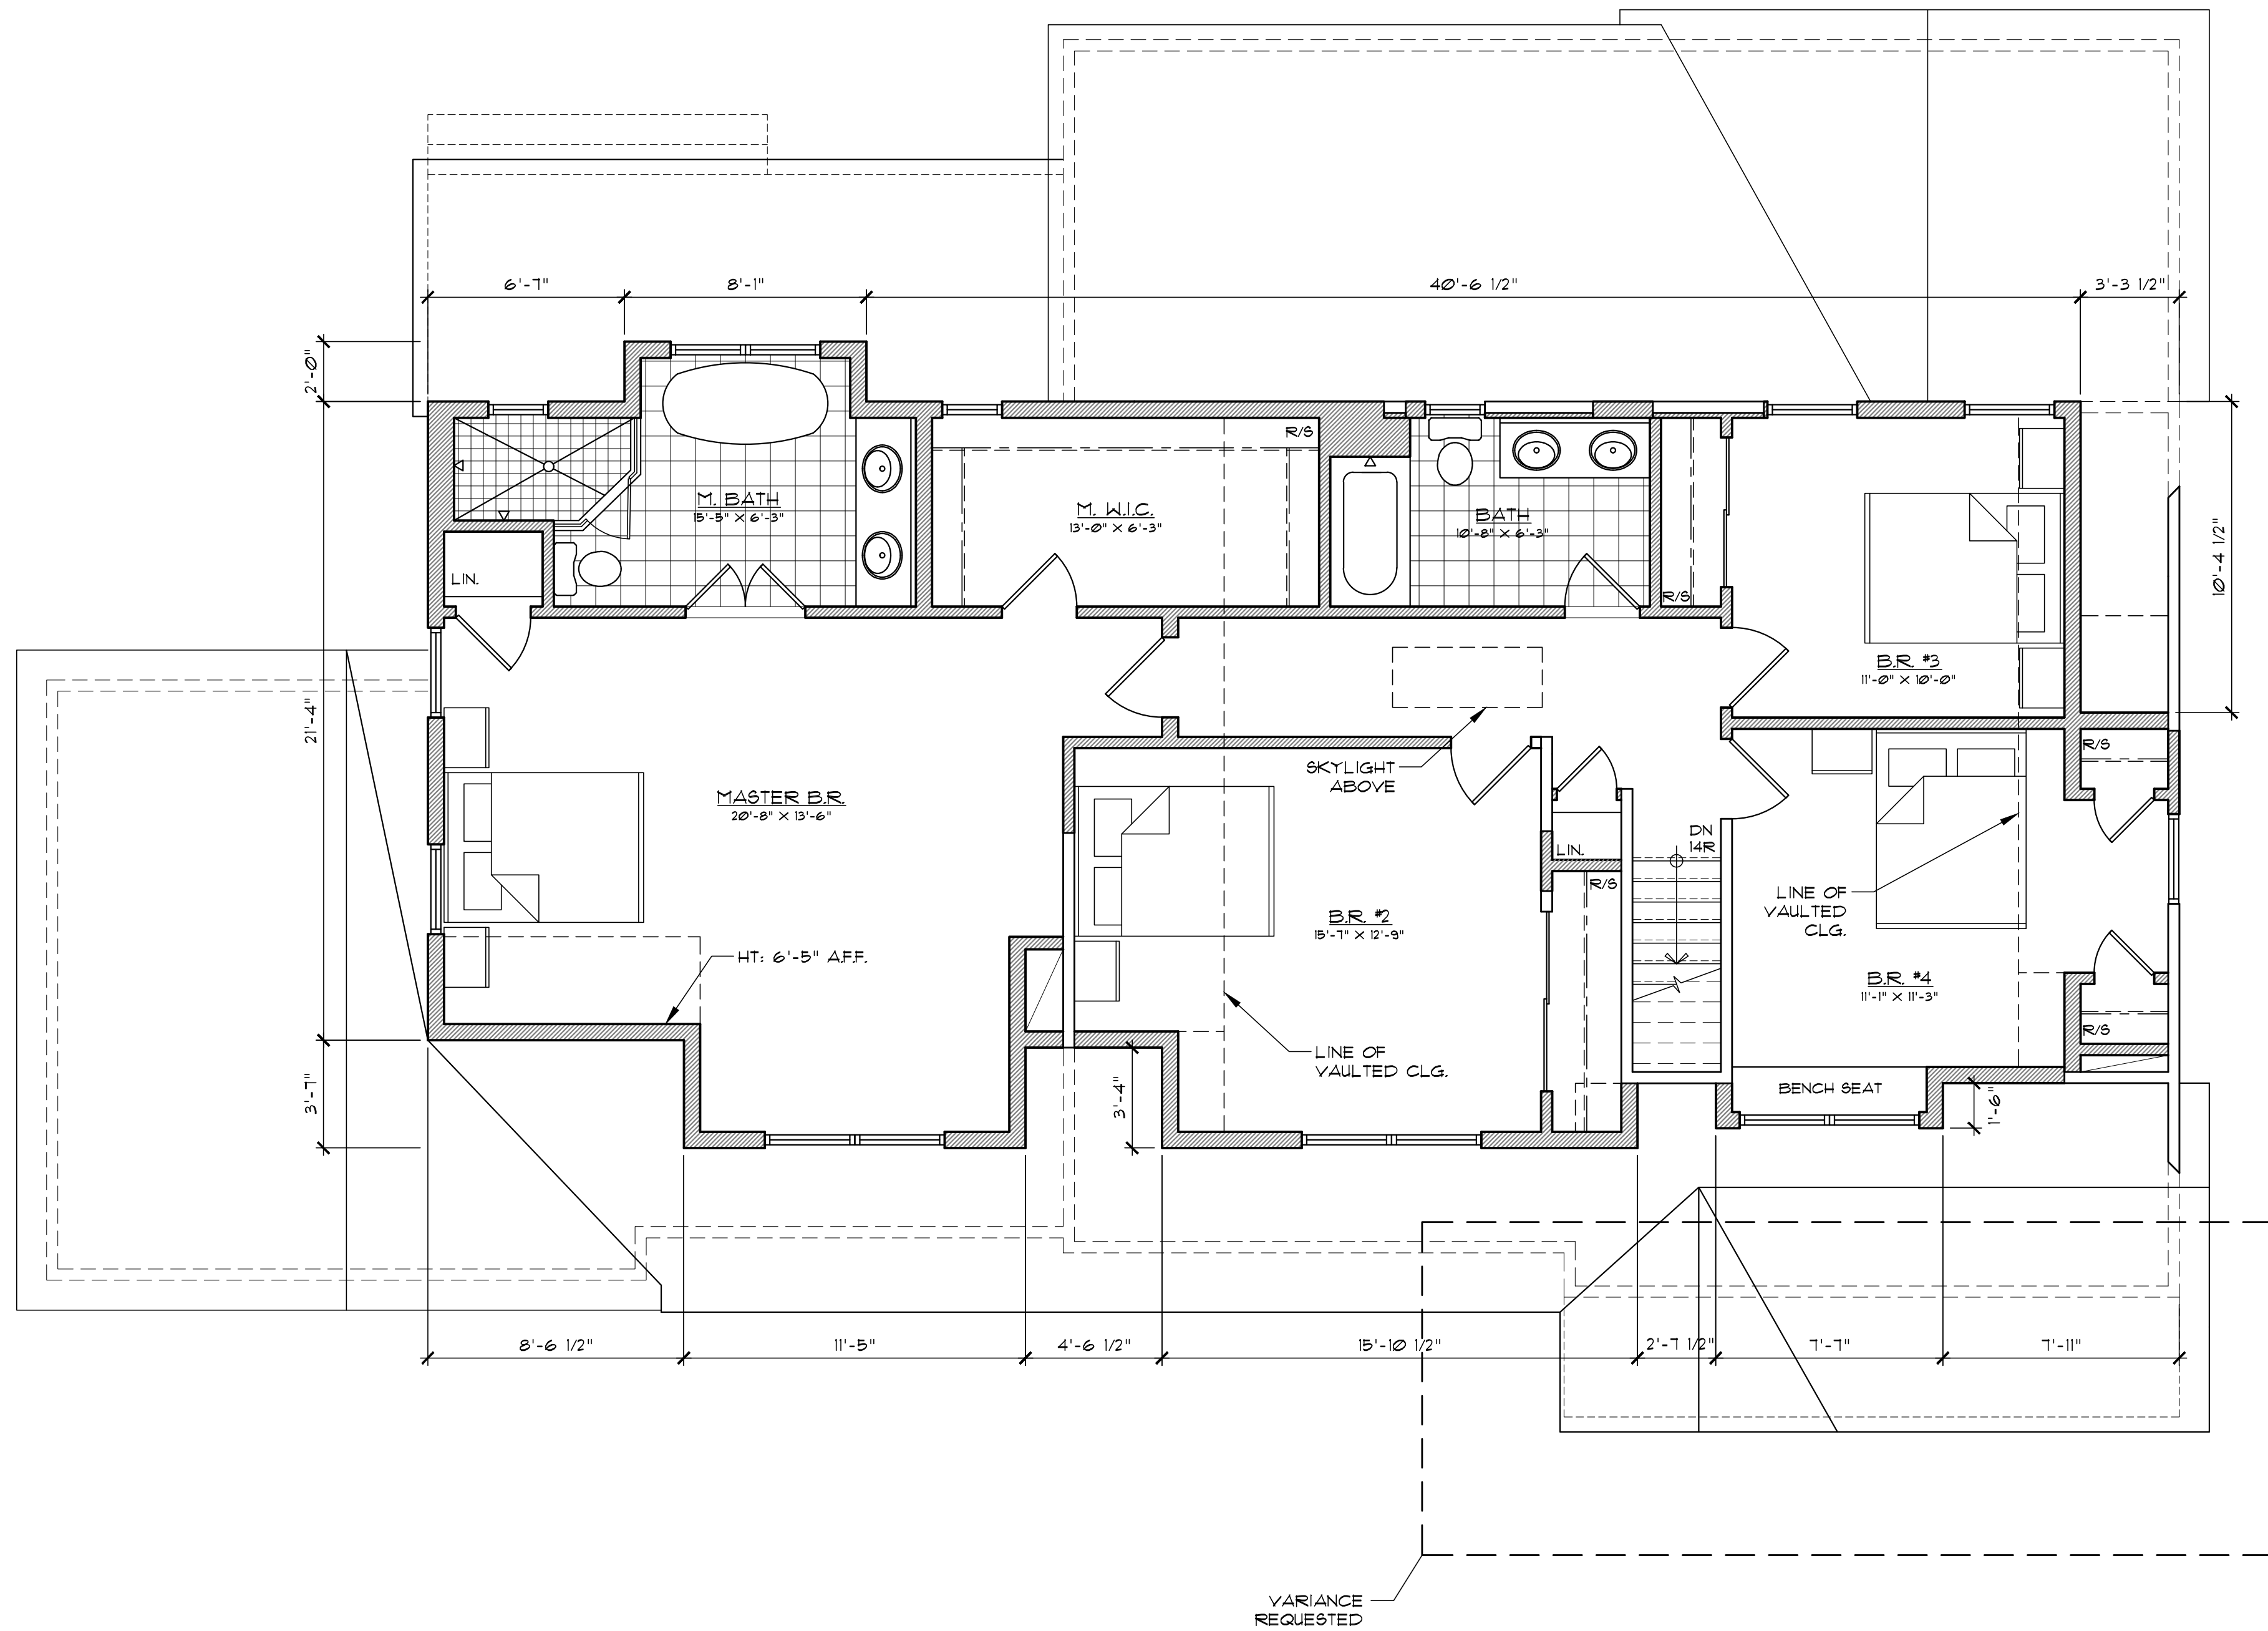 6'-7"
8'-1"
40'-6 1/2"
3'-3 1/2"
2'-0"
21'-4"
3'-7"
10'-4 1/2"
R/S
M. BATH
15'-5" X 6'-3"
M. W.I.C.
13'-0" X 6'-3"
BATH
10'-8" X 6'-3"
LIN.
R/S
B.R. #3
11'-0" X 10'-0"
R/S
SKYLIGHT
ABOVE
MASTER B.R.
20'-8" X 13'-6"
DN
14R
LIN.
R/S
LINE OF
VAULTED
CLG.
B.R. #2
15'-7" X 12'-9"
HT: 6'-5" A.F.F.
B.R. #4
11'-1" X 11'-3"
R/S
LINE OF
VAULTED CLG.
BENCH SEAT
3'-4"
1'-6"
8'-6 1/2"
11'-5"
4'-6 1/2"
15'-10 1/2"
2'-7 1/2"
7'-7"
7'-11"
VARIANCE
REQUESTED